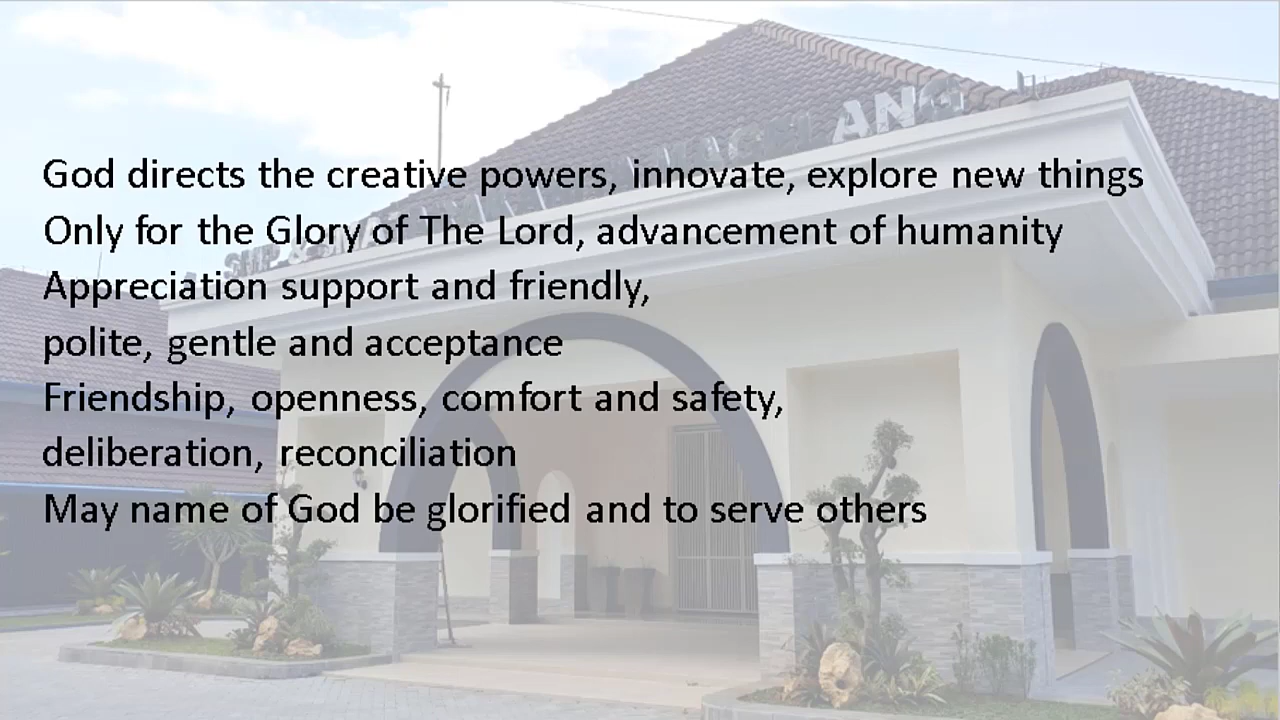 God directs the creative powers, innovate, explore new things
Only for the Glory of The Lord, advancement of humanity
Appreciation support and friendly,
polite, gentle and acceptance
Friendship, openness, comfort and safety,
deliberation, reconciliation
May name of God be glorified and to serve others